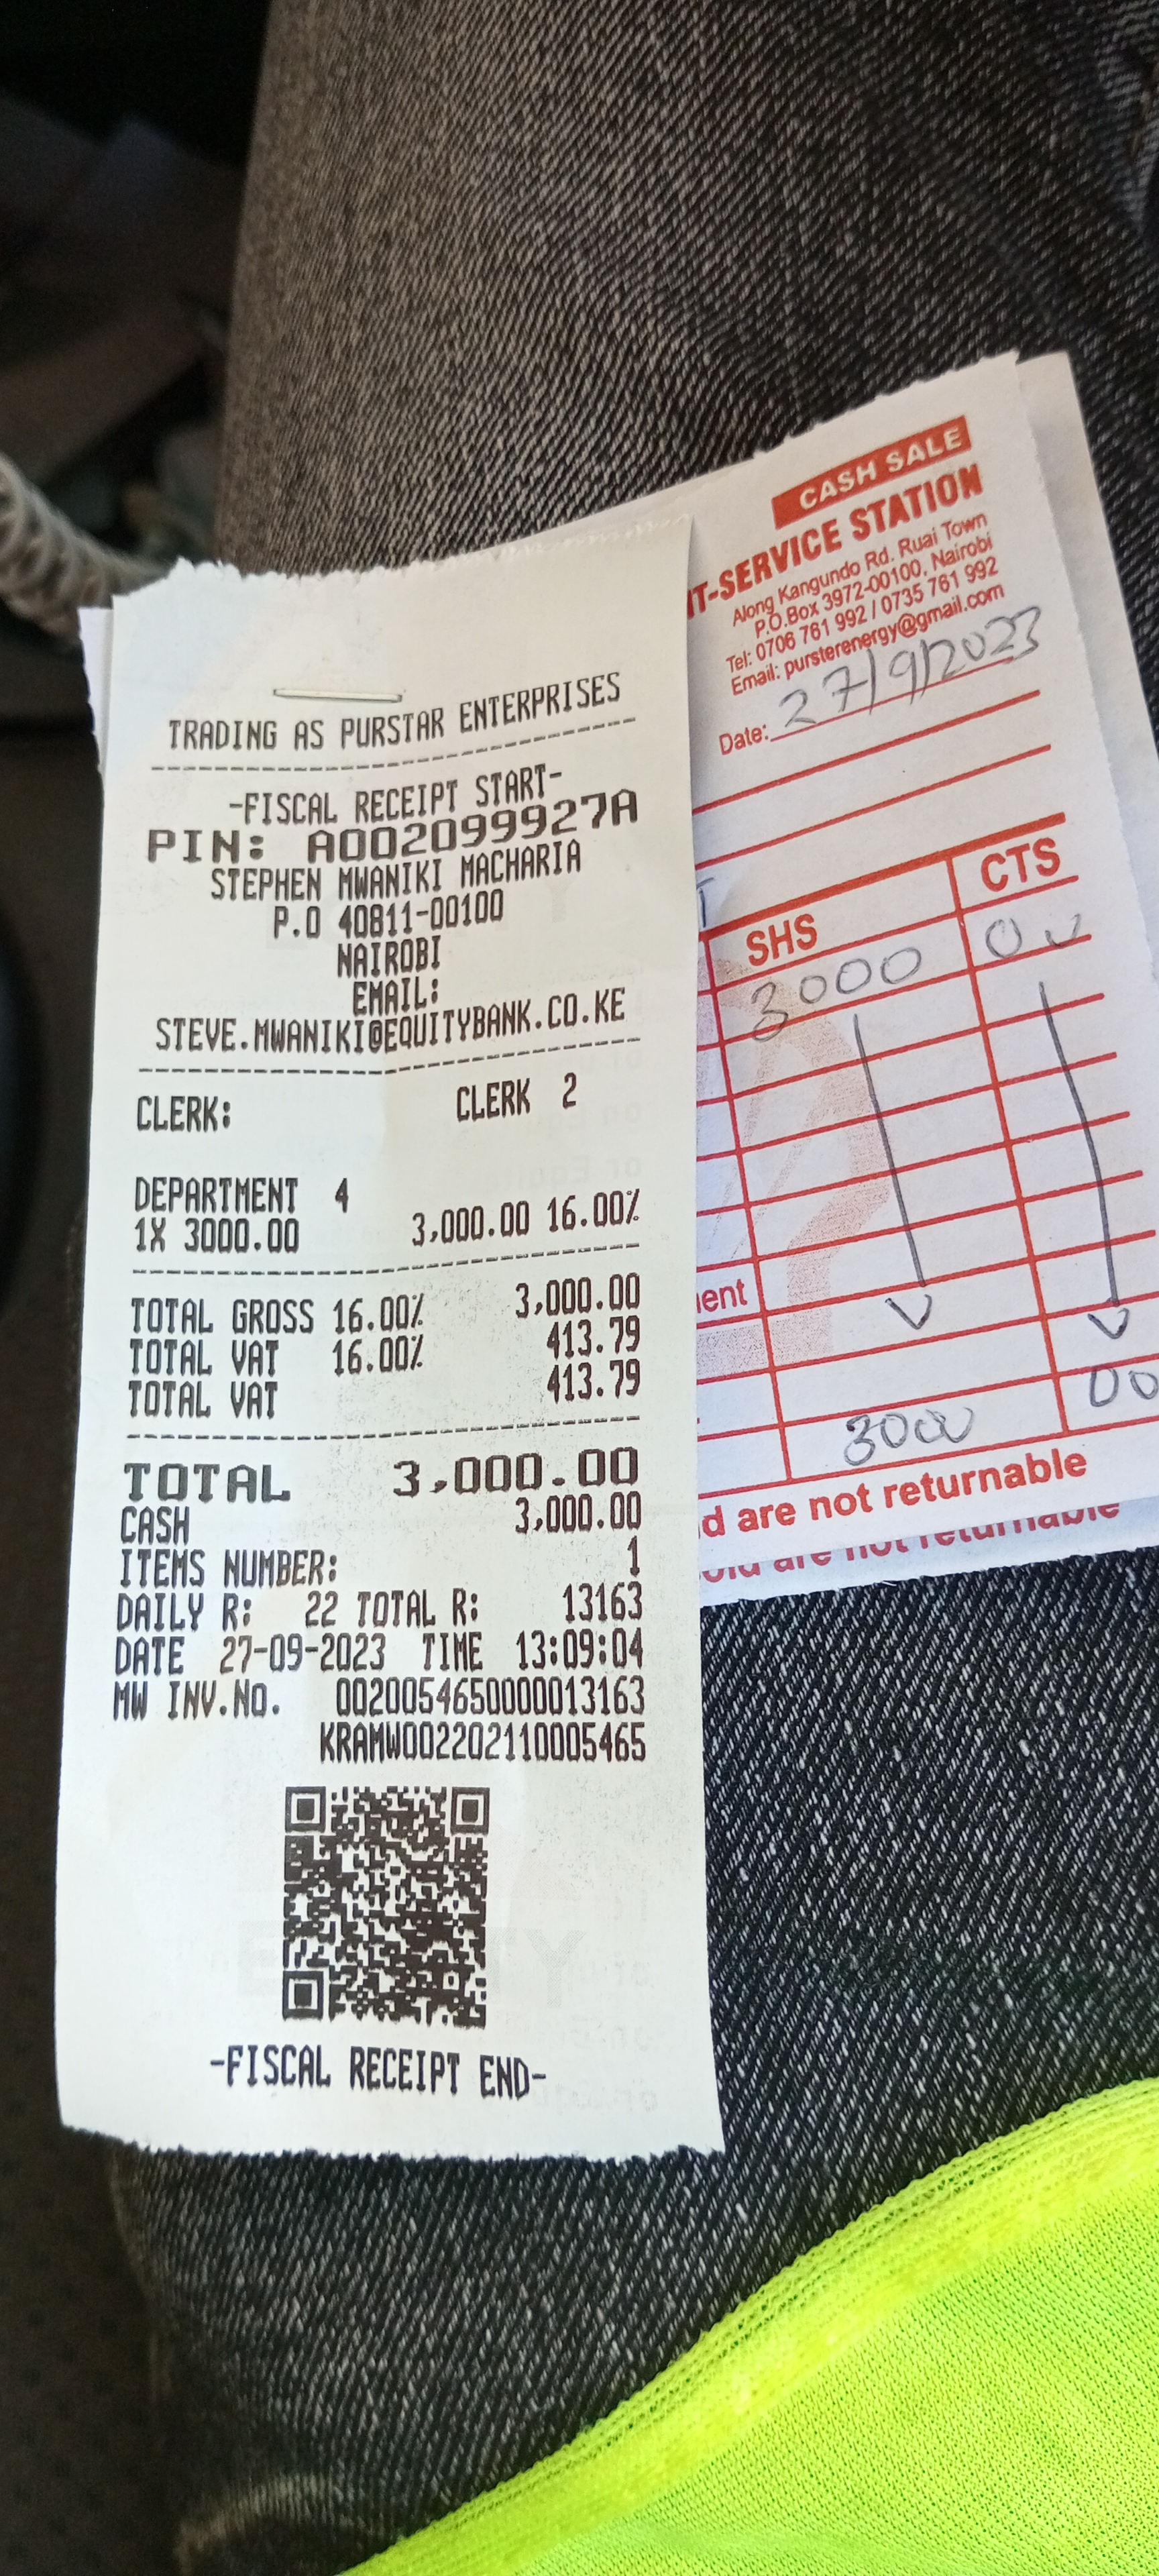 TRADING AS PURSTAR ENTERPRISES
-FISCAL RECEIPT START-
PIN: A002099927A
STEPHEN MWANIKI MACHARIA
P.O 40811-00100
NAIROBI
EMAIL:
STEVE.MWANIKI@EQUITYBANK.CO.KE
CLERK: CLERK 2
DEPARTMENT 4
1X 3000.00 3,000.00 16.00%
TOTAL GROSS 16.00% 3,000.00
TOTAL VAT 16.00% 413.79
TOTAL VAT 413.79
TOTAL 3,000.00
CASH 3,000.00
ITEMS NUMBER: 1
DAILY R: 22 TOTAL R: 13163
DATE 27-09-2023 TIME 13:09:04
MW INV.NO. 0020054650000013163
KRAMW002202110005465
-FISCAL RECEIPT END-
CASH SALE
IT-SERVICE STATION
Along Kangundo Rd. Ruai Town
P.O.Box 3972-00100, Nairobi
Tel: 0706 761 992 / 0735 761 992
Email: pursterenergy@gmail.com
Date: 27/9/2023
SHS CTS
3000 00
ent
3000 00
d are not returnable
old are not returnable